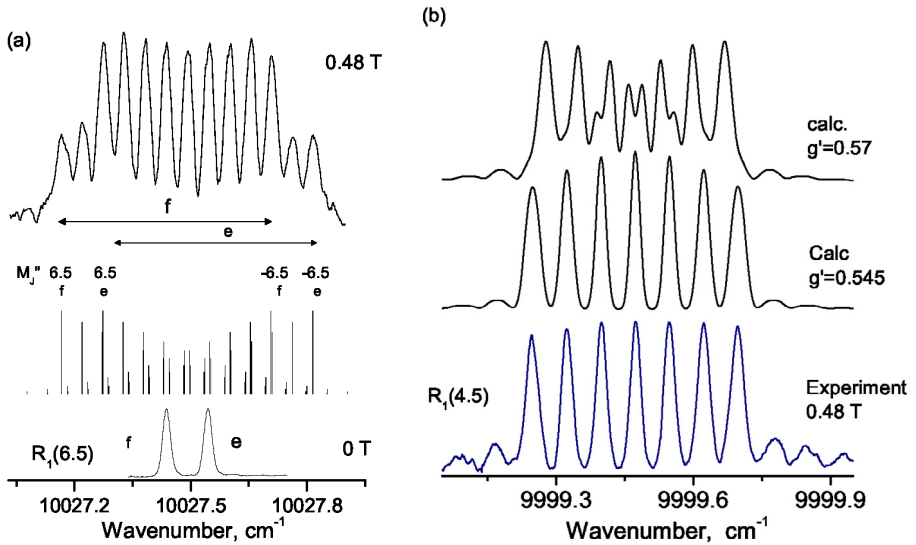 (a)
0.48 T
f
e
M_J" 6.5 6.5 -6.5 -6.5
f e f e
f e 0 T
R_1(6.5)
10027.2 10027.5 10027.8
Wavenumber, cm^-1
(b)
calc.
g'=0.57
Calc
g'=0.545
R_1(4.5)
Experiment
0.48 T
9999.3 9999.6 9999.9
Wavenumber, cm^-1